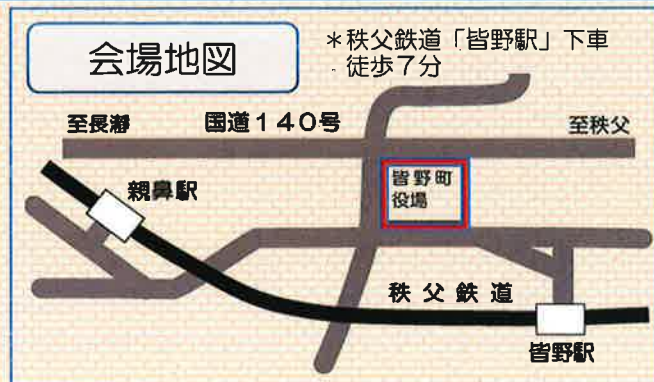 会場地図
＊秩父鉄道「皆野駅」下車
徒歩７分
至長瀞
国道１４０号
至秩父
親鼻駅
皆野町
役場
秩父鉄道
皆野駅